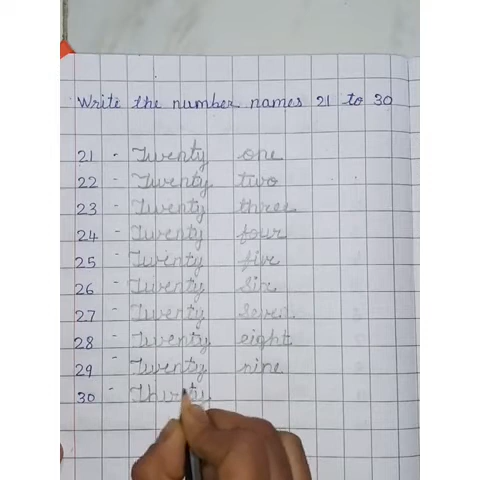 Write the number names 21 to 30
21 - Twenty one
22 - Twenty two
23 - Twenty three
24 - Twenty four
25 - Twenty five
26 - Twenty six
27 - Twenty seven
28 - Twenty eight
29 - Twenty nine
30 - Thirty